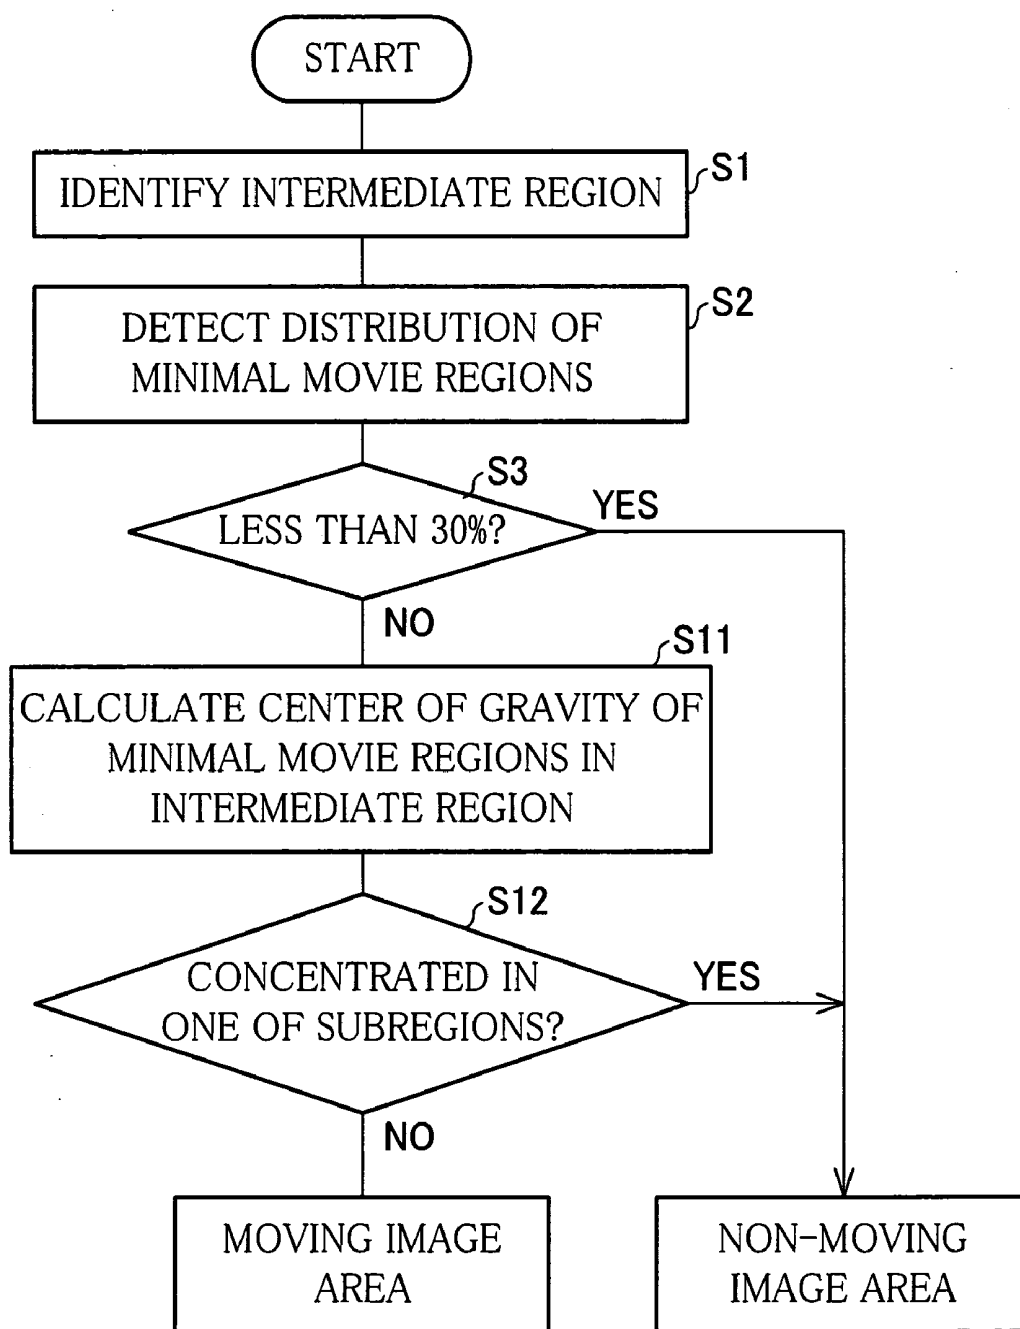 START
S1
IDENTIFY INTERMEDIATE REGION
S2
DETECT DISTRIBUTION OF
MINIMAL MOVIE REGIONS
S3
LESS THAN 30%?
YES
NO
S11
CALCULATE CENTER OF GRAVITY OF
MINIMAL MOVIE REGIONS IN
INTERMEDIATE REGION
S12
CONCENTRATED IN
ONE OF SUBREGIONS?
YES
NO
MOVING IMAGE
AREA
NON-MOVING
IMAGE AREA